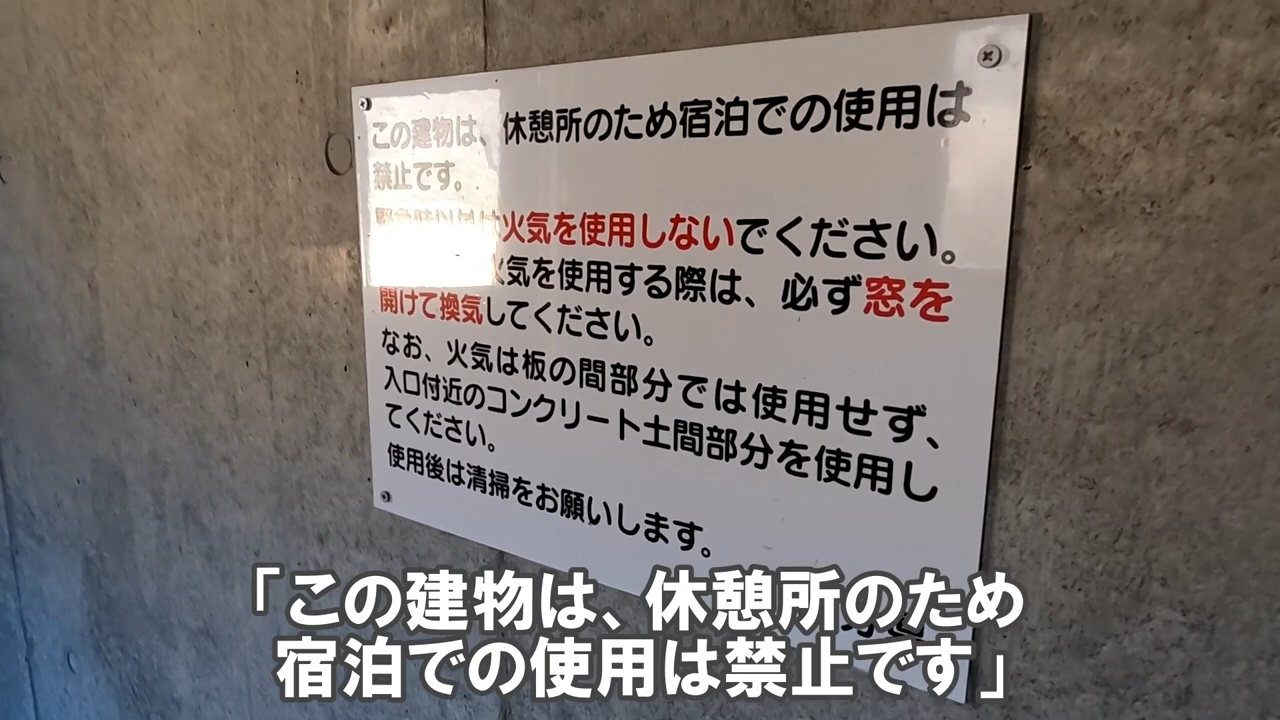 この建物は、休憩所のため宿泊での使用は
禁止です。
緊急時以外は火気を使用しないでください。
火気を使用する際は、必ず窓を
開けて換気してください。
なお、火気は板の間部分では使用せず、
入口付近のコンクリート土間部分を使用し
てください。
使用後は清掃をお願いします。
「この建物は、休憩所のため
宿泊での使用は禁止です」